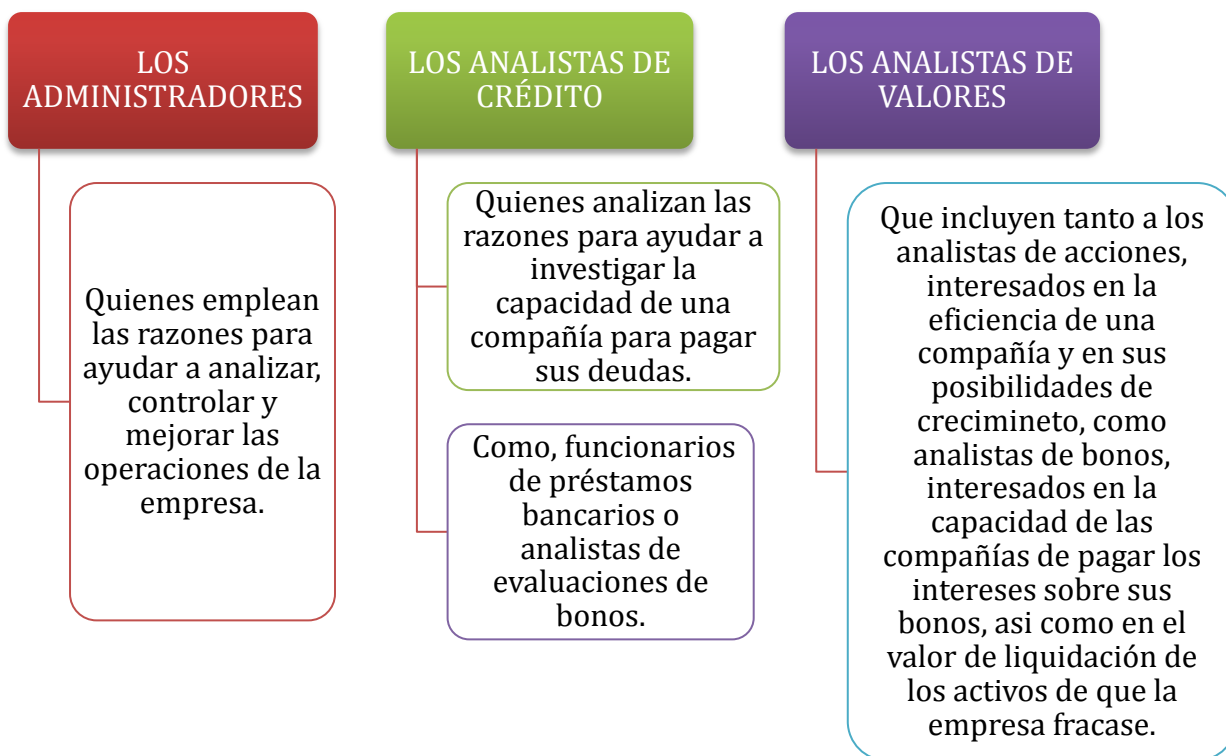 LOS
ADMINISTRADORES
Quienes emplean
las razones para
ayudar a analizar,
controlar y
mejorar las
operaciones de la
empresa.
LOS ANALISTAS DE
CRÉDITO
Quienes analizan las
razones para ayudar a
investigar la
capacidad de una
compañía para pagar
sus deudas.
Como, funcionarios
de préstamos
bancarios o
analistas de
evaluaciones de
bonos.
LOS ANALISTAS DE
VALORES
Que incluyen tanto a los
analistas de acciones,
interesados en la
eficiencia de una
compañía y en sus
posibilidades de
crecimineto, como
analistas de bonos,
interesados en la
capacidad de las
compañías de pagar los
intereses sobre sus
bonos, asi como en el
valor de liquidación de
los activos de que la
empresa fracase.